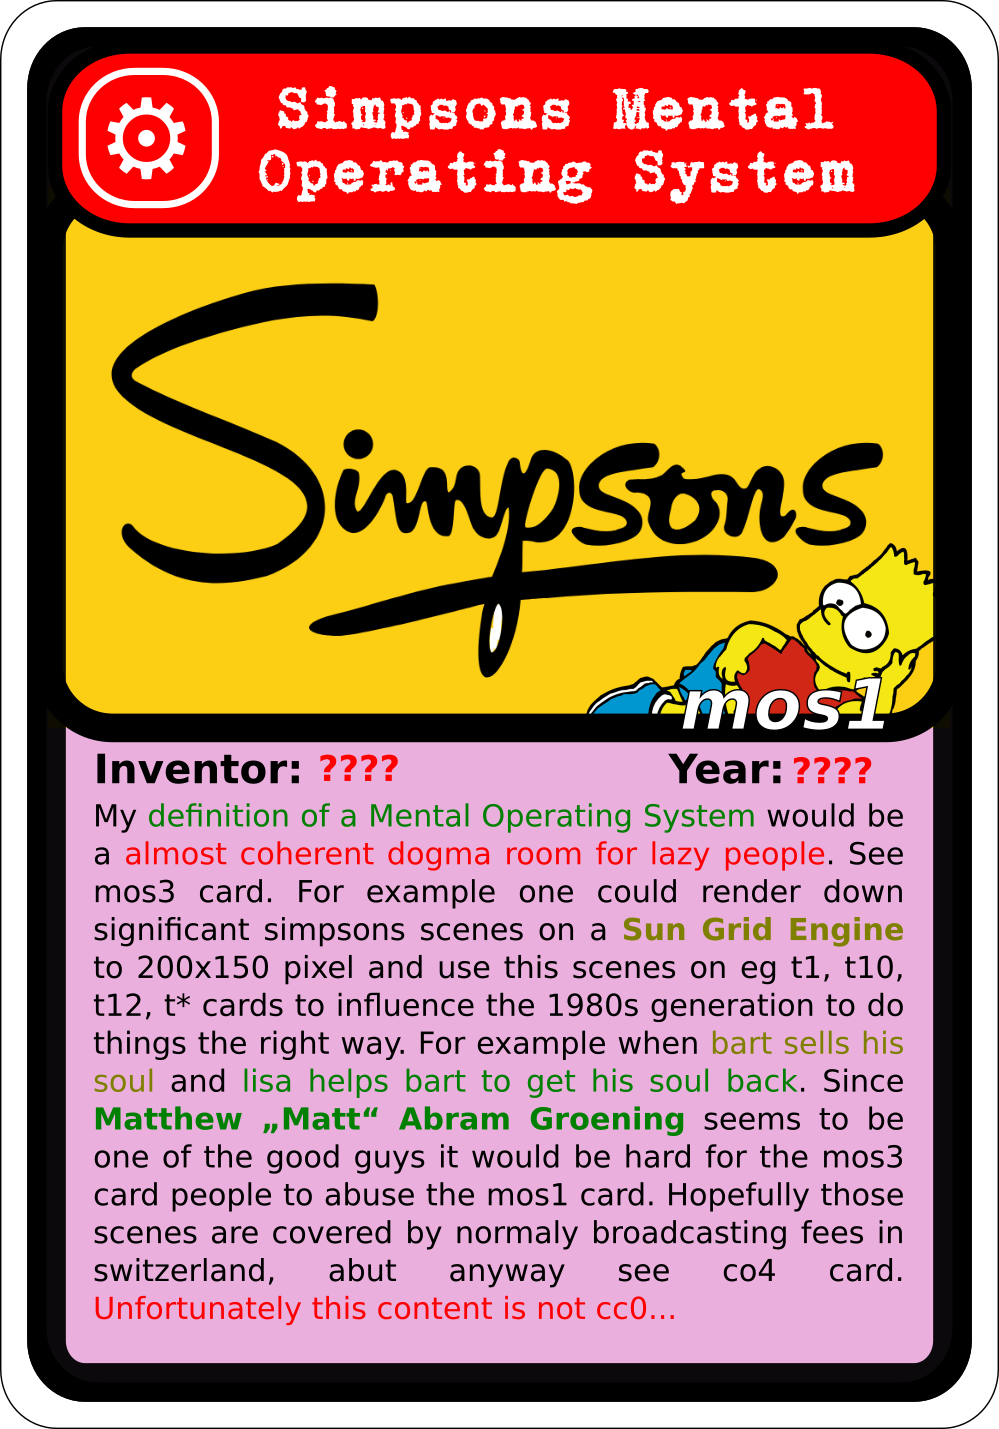 Simpsons Mental
Operating System
Simpsons
mos1
Inventor: ???? Year: ????
My definition of a Mental Operating System would be
a almost coherent dogma room for lazy people. See
mos3 card. For example one could render down
significant simpsons scenes on a Sun Grid Engine
to 200x150 pixel and use this scenes on eg t1, t10,
t12, t* cards to influence the 1980s generation to do
things the right way. For example when bart sells his
soul and lisa helps bart to get his soul back. Since
Matthew „Matt“ Abram Groening seems to be
one of the good guys it would be hard for the mos3
card people to abuse the mos1 card. Hopefully those
scenes are covered by normaly broadcasting fees in
switzerland, abut anyway see co4 card.
Unfortunately this content is not cc0...